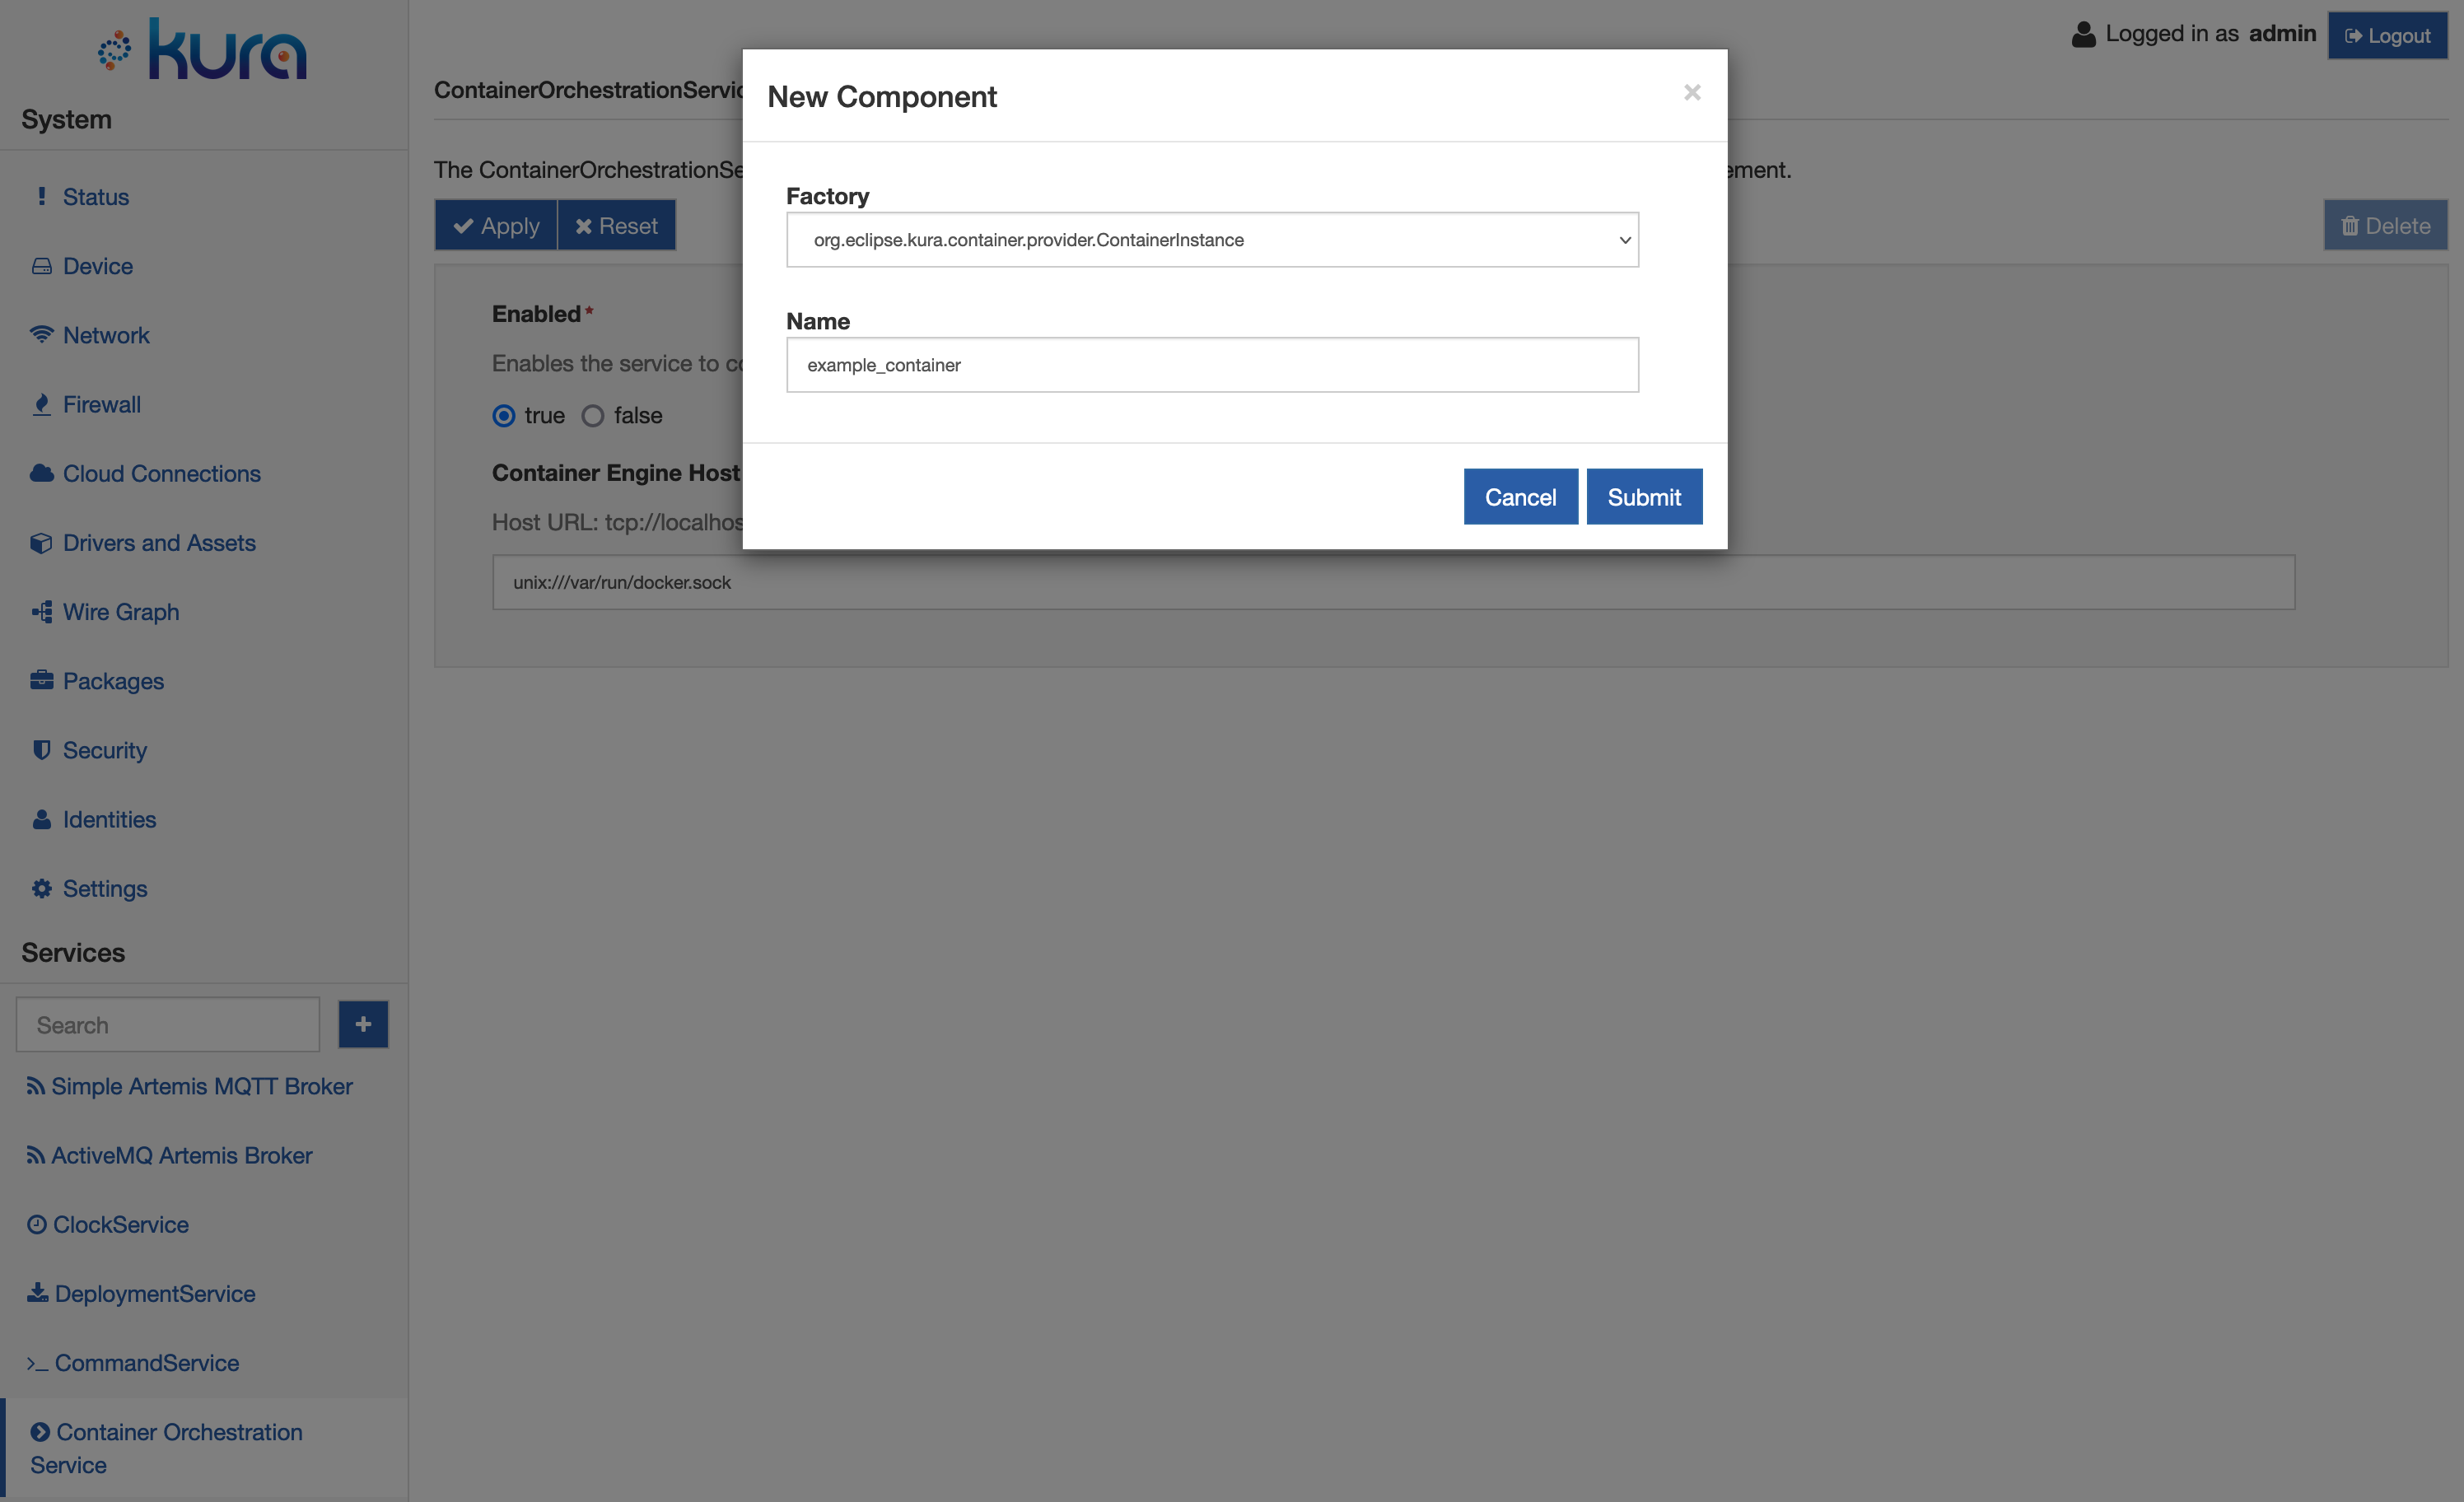 kura
System
Status
Device
Network
Firewall
Cloud Connections
Drivers and Assets
Wire Graph
Packages
Security
Identities
Settings
Services
Search
+
Simple Artemis MQTT Broker
ActiveMQ Artemis Broker
ClockService
DeploymentService
CommandService
Container Orchestration
Service
Logged in as admin
Logout
ContainerOrchestrationServic
The ContainerOrchestrationSe
ement.
Apply
Reset
Delete
Enabled*
Enables the service to co
true
false
Container Engine Host
Host URL: tcp://localhos
unix:///var/run/docker.sock
New Component
×
Factory
org.eclipse.kura.container.provider.ContainerInstance
Name
example_container
Cancel
Submit